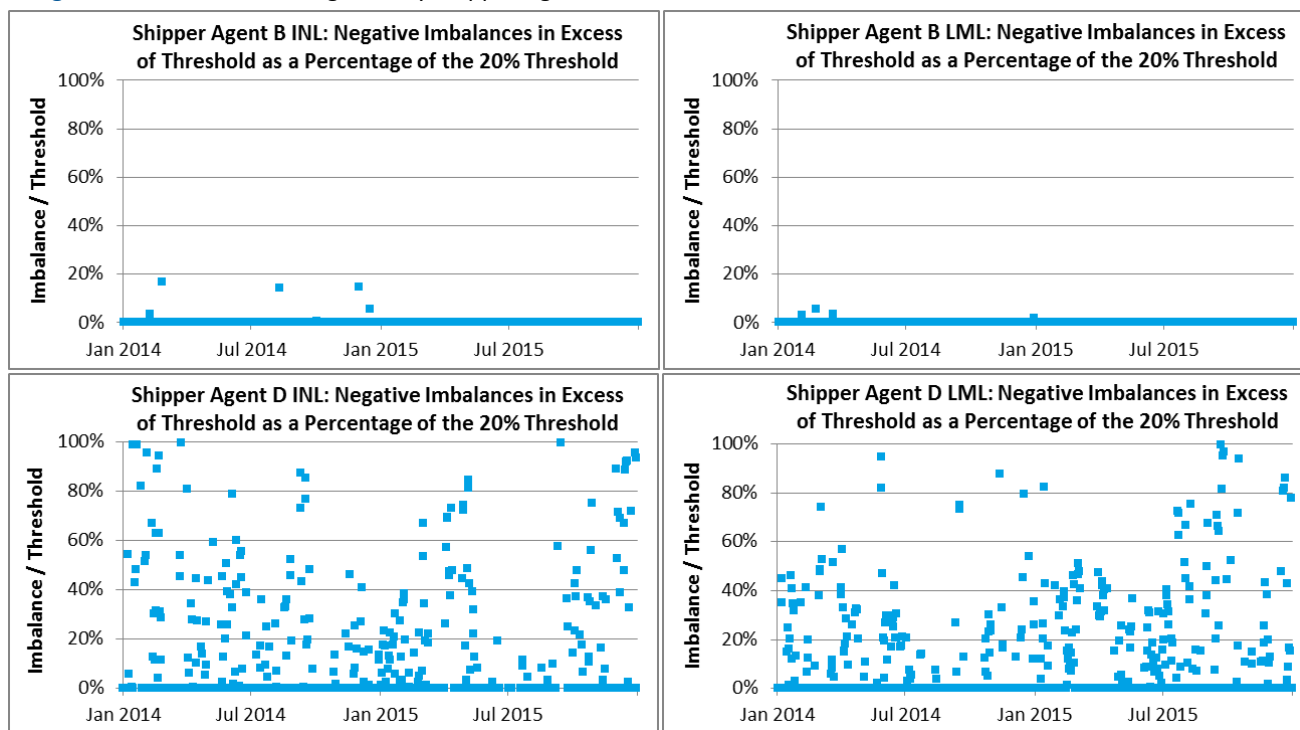 Shipper Agent B INL: Negative Imbalances in Excess
of Threshold as a Percentage of the 20% Threshold
Imbalance / Threshold
100%
80%
60%
40%
20%
0%
Jan 2014
Jul 2014
Jan 2015
Jul 2015
Shipper Agent B LML: Negative Imbalances in Excess
of Threshold as a Percentage of the 20% Threshold
Imbalance / Threshold
100%
80%
60%
40%
20%
0%
Jan 2014
Jul 2014
Jan 2015
Jul 2015
Shipper Agent D INL: Negative Imbalances in Excess
of Threshold as a Percentage of the 20% Threshold
Imbalance / Threshold
100%
80%
60%
40%
20%
0%
Jan 2014
Jul 2014
Jan 2015
Jul 2015
Shipper Agent D LML: Negative Imbalances in Excess
of Threshold as a Percentage of the 20% Threshold
Imbalance / Threshold
100%
80%
60%
40%
20%
0%
Jan 2014
Jul 2014
Jan 2015
Jul 2015